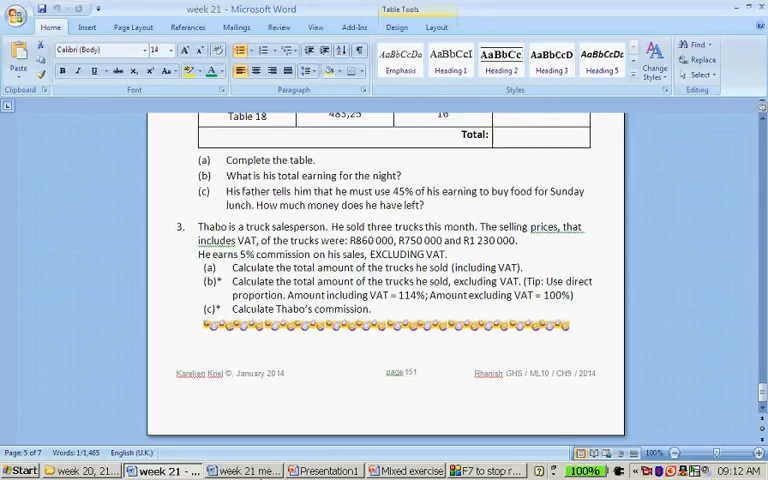 week 21 - Microsoft Word
Table Tools
Home Insert Page Layout References Mailings Review View Add-Ins Design Layout
Paste
Calibri (Body) 14
AaBbCcDc AaBbCcI AaBbCc AaBbCcD AaBbCcDc
Emphasis Heading 1 Heading 2 Heading 3 Heading 5
Change
Styles
Find
Replace
Select
Clipboard Font Paragraph Styles Editing
Table 18 485,25 16
Total:
(a) Complete the table.
(b) What is his total earning for the night?
(c) His father tells him that he must use 45% of his earning to buy food for Sunday
lunch. How much money does he have left?
3. Thabo is a truck salesperson. He sold three trucks this month. The selling prices, that
includes VAT, of the trucks were: R860 000, R750 000 and R1 230 000.
He earns 5% commission on his sales, EXCLUDING VAT.
(a) Calculate the total amount of the trucks he sold (including VAT).
(b)* Calculate the total amount of the trucks he sold, excluding VAT. (Tip: Use direct
proportion. Amount including VAT = 114%; Amount excluding VAT = 100%)
(c)* Calculate Thabo's commission.
Karelien Kriel ©, January 2014 page 151 Rhenish GHS / ML10 / CH9 / 2014
Page: 5 of 7 Words: 1/1,465 English (U.K.) 100%
Start week 20, 21... week 21 - ... week 21 me... Presentation1 Mixed exercise F7 to stop r... 100% 09:12 AM